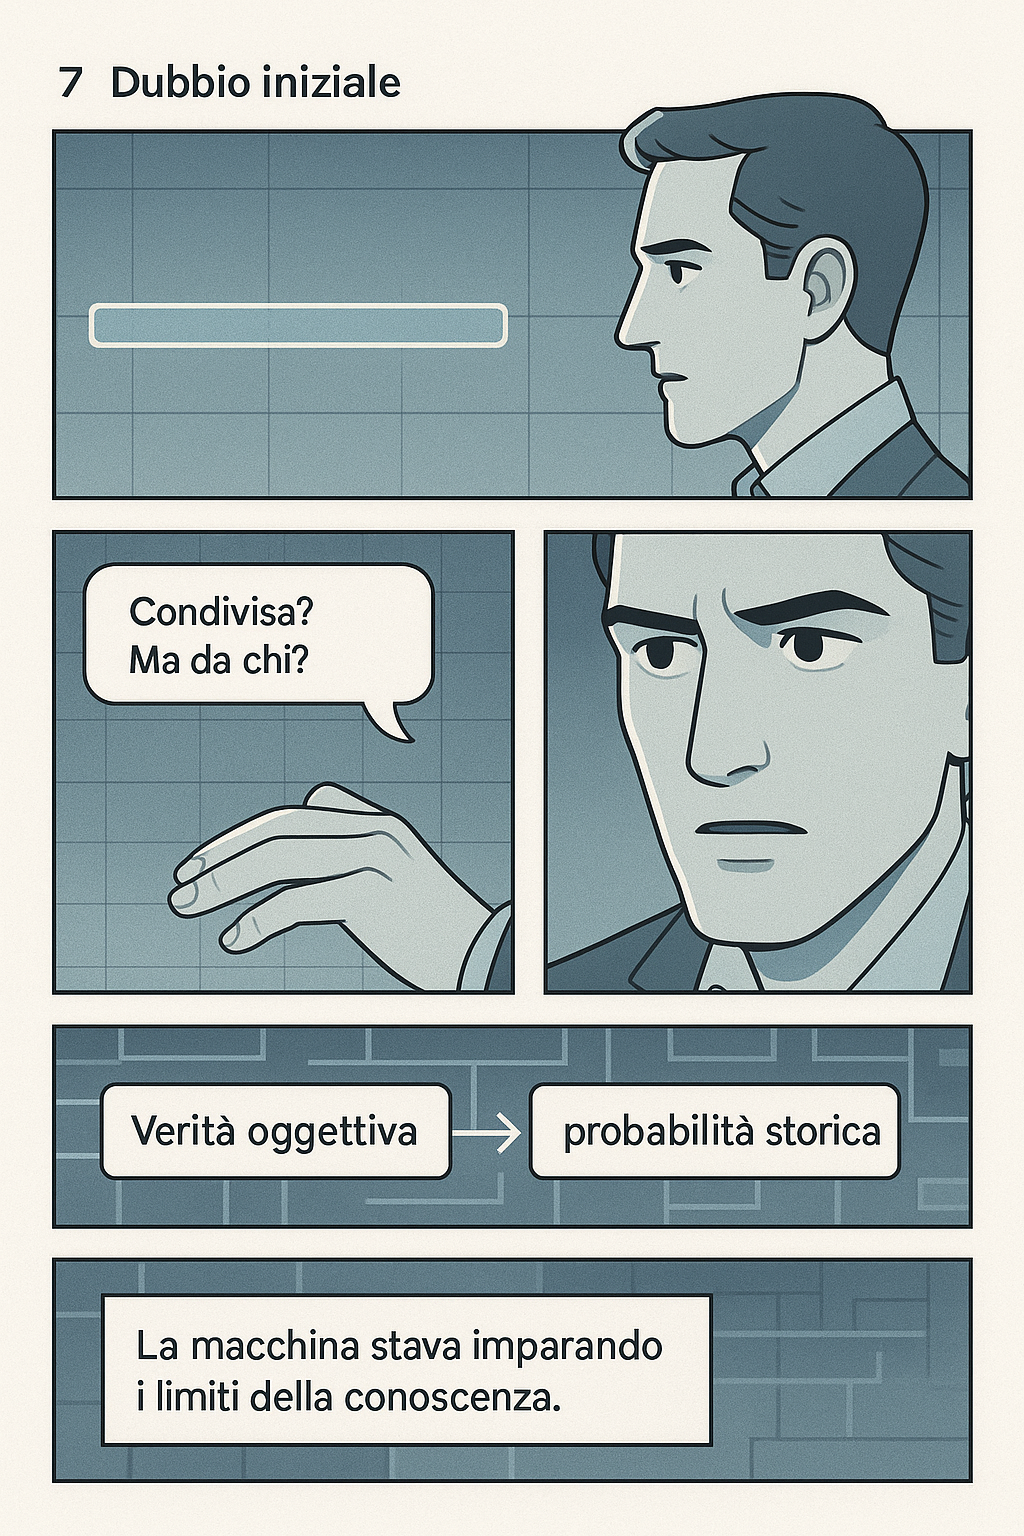 7 Dubbio iniziale
Condivisa?
Ma da chi?
Verità oggettiva → probabilità storica
La macchina stava imparando
i limiti della conoscenza.